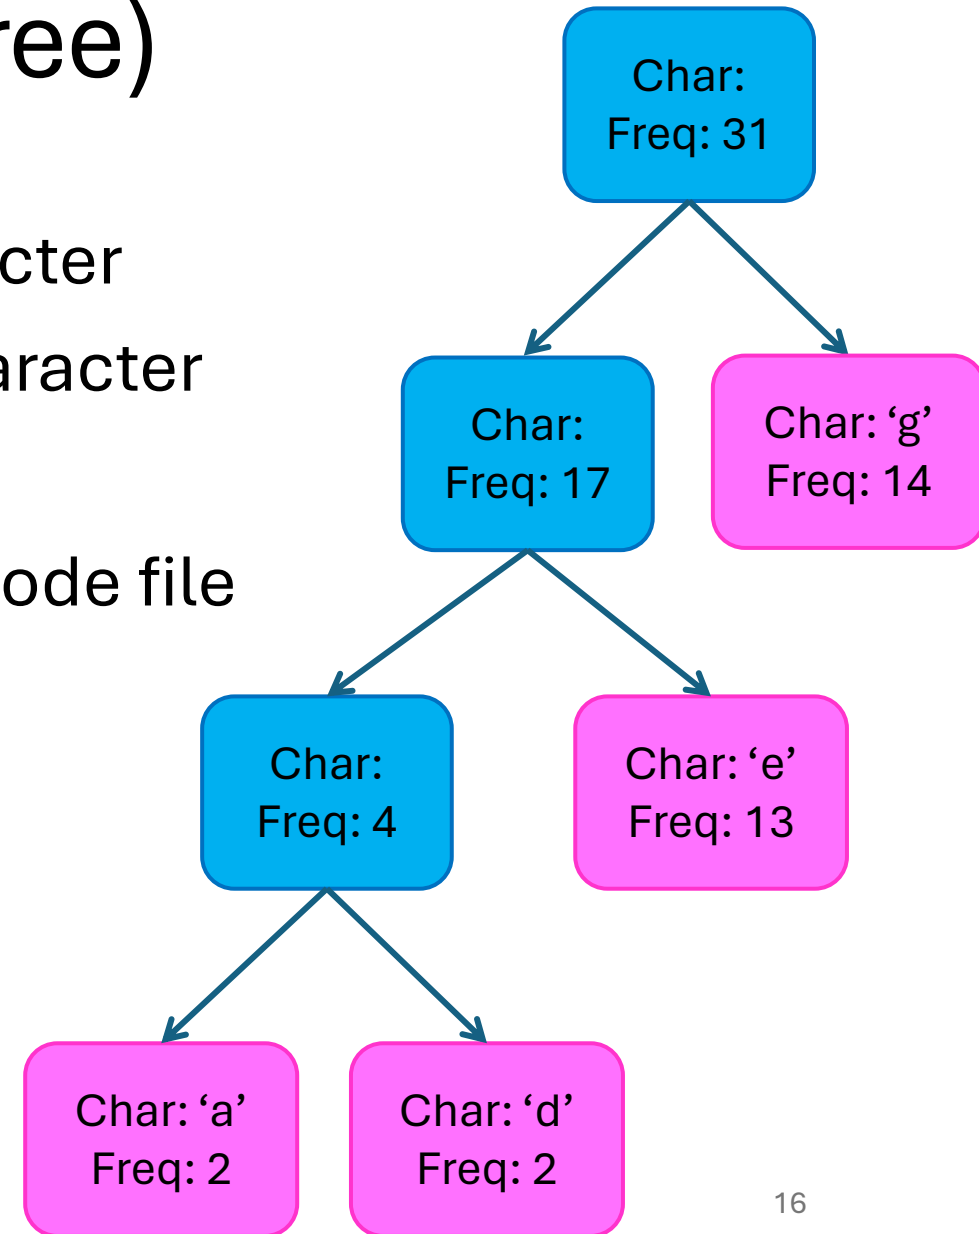 ree)
cter
aracter
ode file
Char:
Freq: 31
Char:
Freq: 17
Char: ‘g’
Freq: 14
Char:
Freq: 4
Char: ‘e’
Freq: 13
Char: ‘a’
Freq: 2
Char: ‘d’
Freq: 2
16